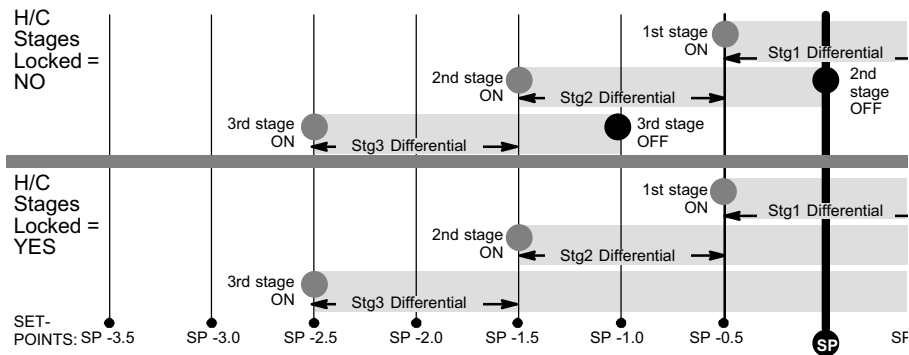 H/C
Stages
Locked =
NO
1st stage
ON
Stg1 Differential
2nd stage
ON
Stg2 Differential
2nd
stage
OFF
3rd stage
ON
Stg3 Differential
3rd stage
OFF
H/C
Stages
Locked =
YES
1st stage
ON
Stg1 Differential
2nd stage
ON
Stg2 Differential
3rd stage
ON
Stg3 Differential
SET-
POINTS: SP -3.5 SP -3.0 SP -2.5 SP -2.0 SP -1.5 SP -1.0 SP -0.5 SP SP